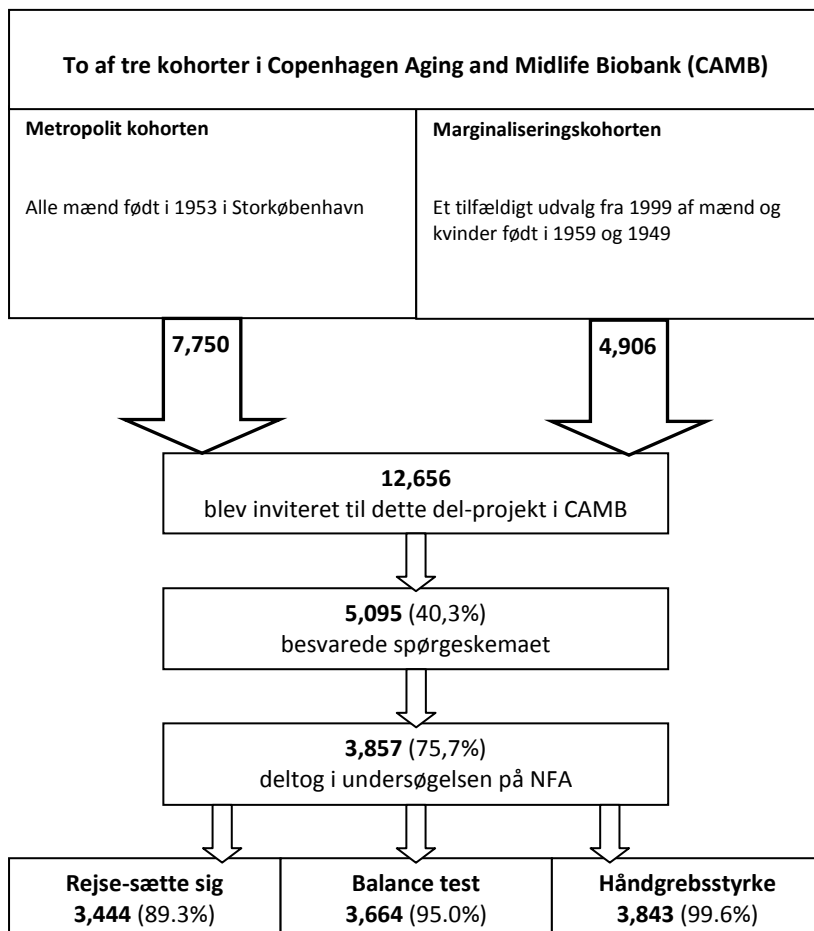 To af tre kohorter i Copenhagen Aging and Midlife Biobank (CAMB)
Metropolit kohorten
Alle mænd født i 1953 i Storkøbenhavn
Marginaliseringskohorten
Et tilfældigt udvalg fra 1999 af mænd og
kvinder født i 1959 og 1949
7,750
4,906
12,656
blev inviteret til dette del-projekt i CAMB
5,095 (40,3%)
besvarede spørgeskemaet
3,857 (75,7%)
deltog i undersøgelsen på NFA
Rejse-sætte sig
3,444 (89.3%)
Balance test
3,664 (95.0%)
Håndgrebsstyrke
3,843 (99.6%)